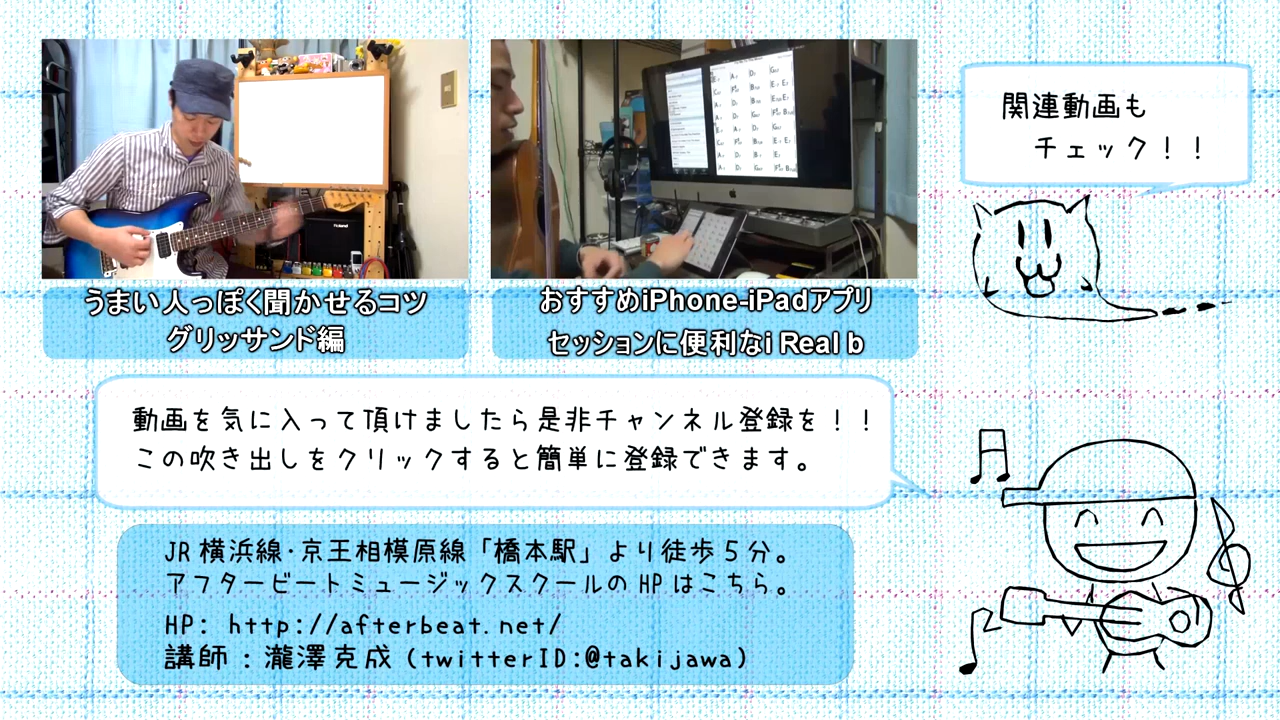 関連動画も
チェック！！
うまい人っぽく聞かせるコツ
グリッサンド編
おすすめiPhone-iPadアプリ
セッションに便利なi Real b
動画を気に入って頂けましたら是非チャンネル登録を！！
この吹き出しをクリックすると簡単に登録できます。
JR横浜線・京王相模原線「橋本駅」より徒歩5分。
アフタービートミュージックスクールのHPはこちら。
HP: http://afterbeat.net/
講師：瀧澤克成 (twitterID:@takijawa)
Roland